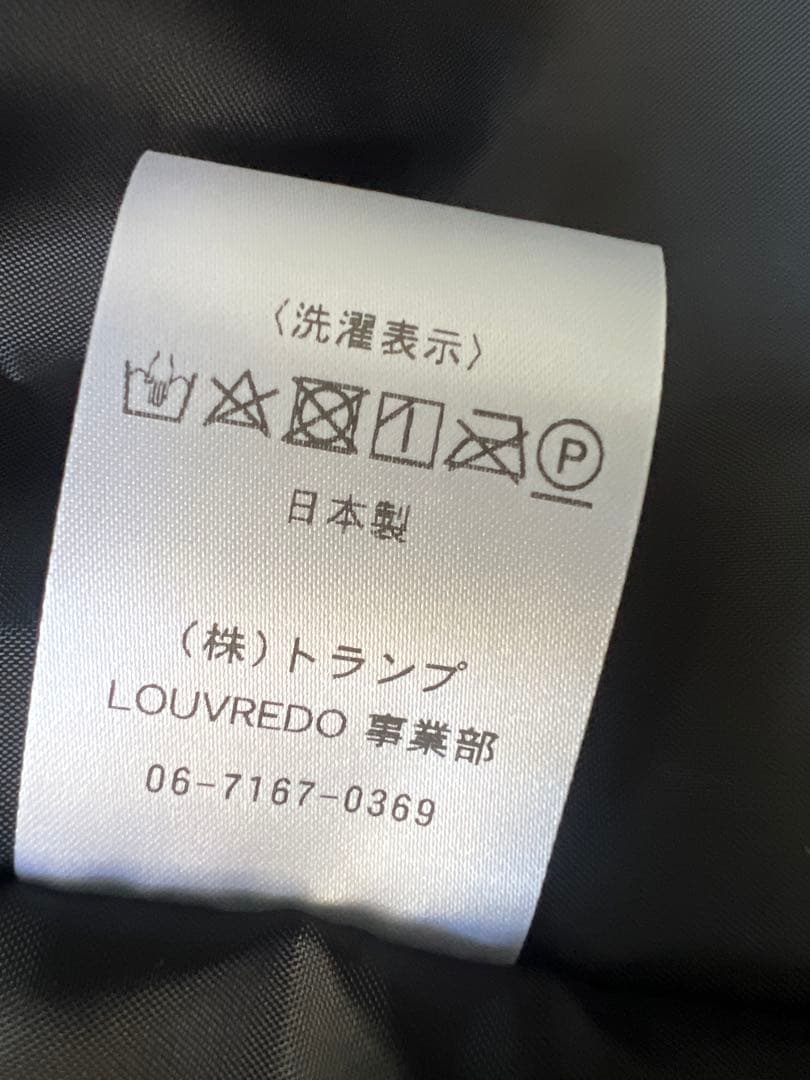 〈洗濯表示〉
P
日本製
(株)トランプ
LOUVREDO 事業部
06-7167-0369